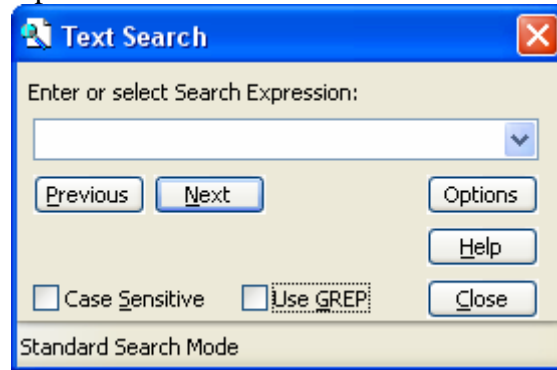 Text Search
Enter or select Search Expression:
Previous Next Options
Help
Case Sensitive Use GREP Close
Standard Search Mode